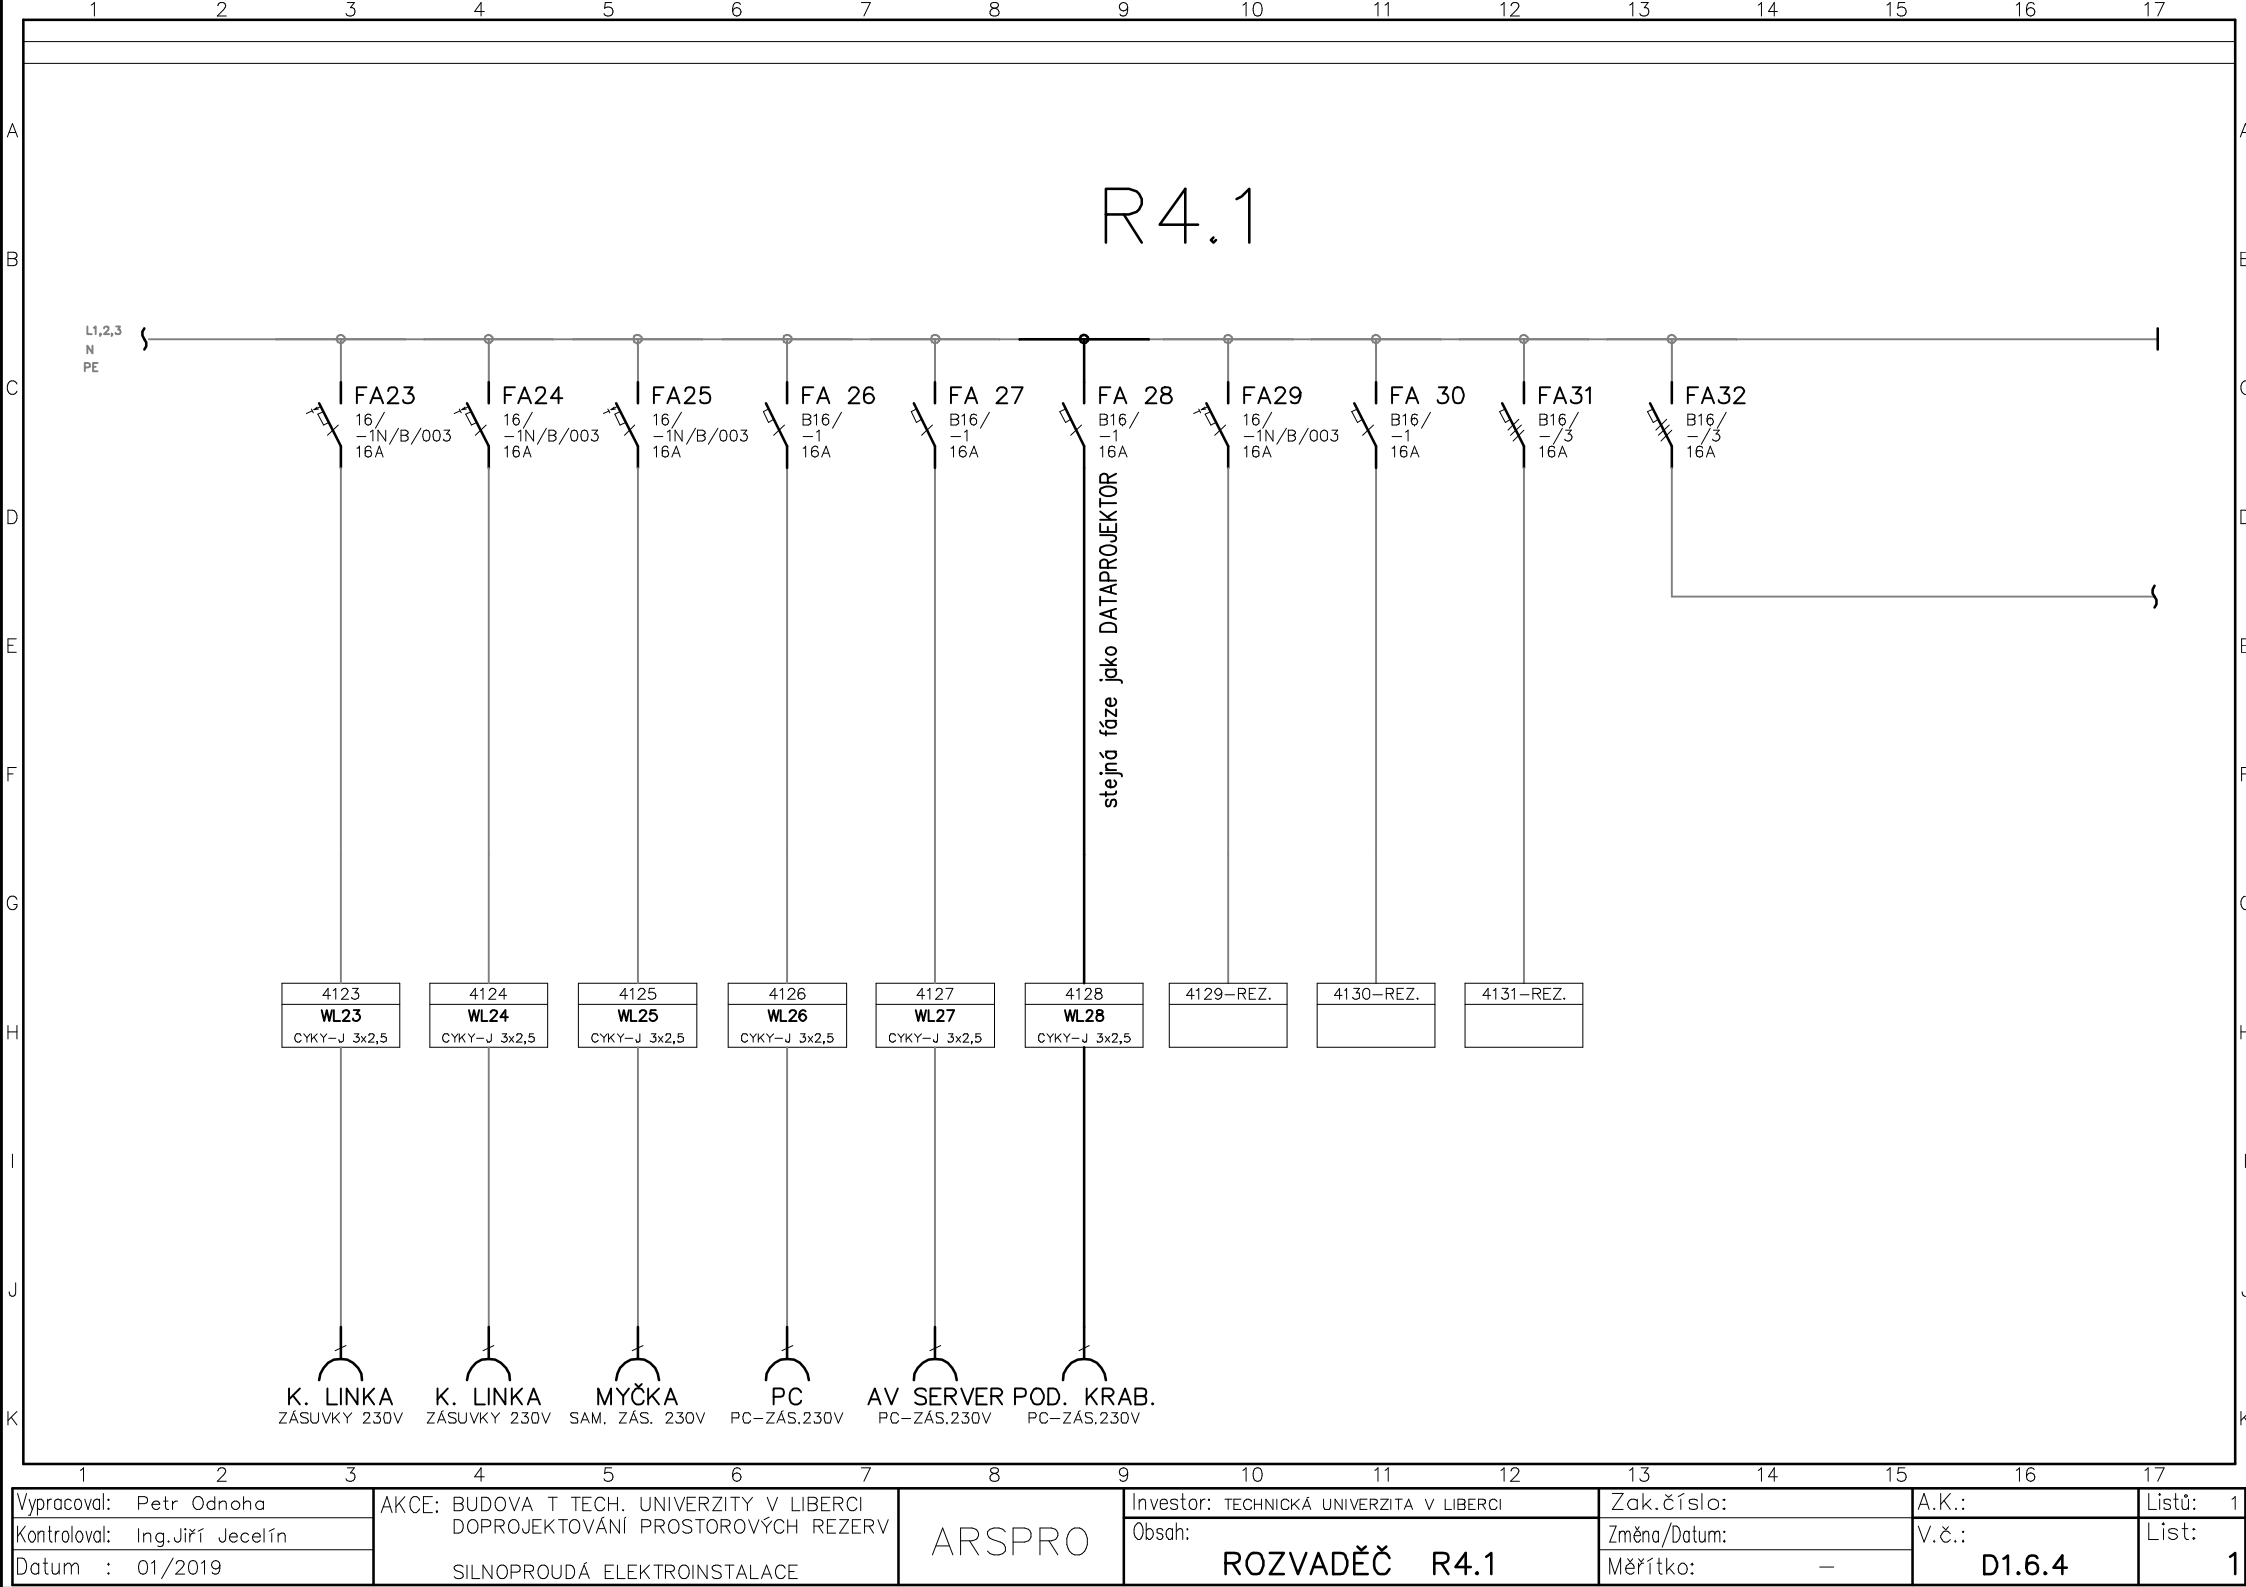 1 2 3 4 5 6 7 8 9 10 11 12 13 14 15 16 17
A A
R4.1
B B
L1,2,3
N
PE
C C
FA23
16/
-1N/B/003
16A
FA24
16/
-1N/B/003
16A
FA25
16/
-1N/B/003
16A
FA 26
B16/
-1
16A
FA 27
B16/
-1
16A
FA 28
B16/
-1
16A
FA29
16/
-1N/B/003
16A
FA 30
B16/
-1
16A
FA31
B16/
-/3
16A
FA32
B16/
-/3
16A
stejná fáze jako DATAPROJEKTOR
D D
E E
F F
G G
H H
4123
WL23
CYKY-J 3x2,5
4124
WL24
CYKY-J 3x2,5
4125
WL25
CYKY-J 3x2,5
4126
WL26
CYKY-J 3x2,5
4127
WL27
CYKY-J 3x2,5
4128
WL28
CYKY-J 3x2,5
4129-REZ.
4130-REZ.
4131-REZ.
I I
J J
K K
K. LINKA
ZÁSUVKY 230V
K. LINKA
ZÁSUVKY 230V
MYČKA
SAM. ZÁS. 230V
PC
PC-ZÁS.230V
AV SERVER
PC-ZÁS.230V
POD. KRAB.
PC-ZÁS.230V
1 2 3 4 5 6 7 8 9 10 11 12 13 14 15 16 17
Vypracoval: Petr Odnoha
Kontroloval: Ing.Jiří Jecelín
Datum : 01/2019
AKCE: BUDOVA T TECH. UNIVERZITY V LIBERCI
DOPROJEKTOVÁNÍ PROSTOROVÝCH REZERV
SILNOPROUDÁ ELEKTROINSTALACE
ARSPRO
Investor: TECHNICKÁ UNIVERZITA V LIBERCI
Obsah:
ROZVADĚČ R4.1
Zak.číslo:
Změna/Datum:
Měřítko: -
A.K.:
V.č.:
D1.6.4
Listů: 1
List:
1